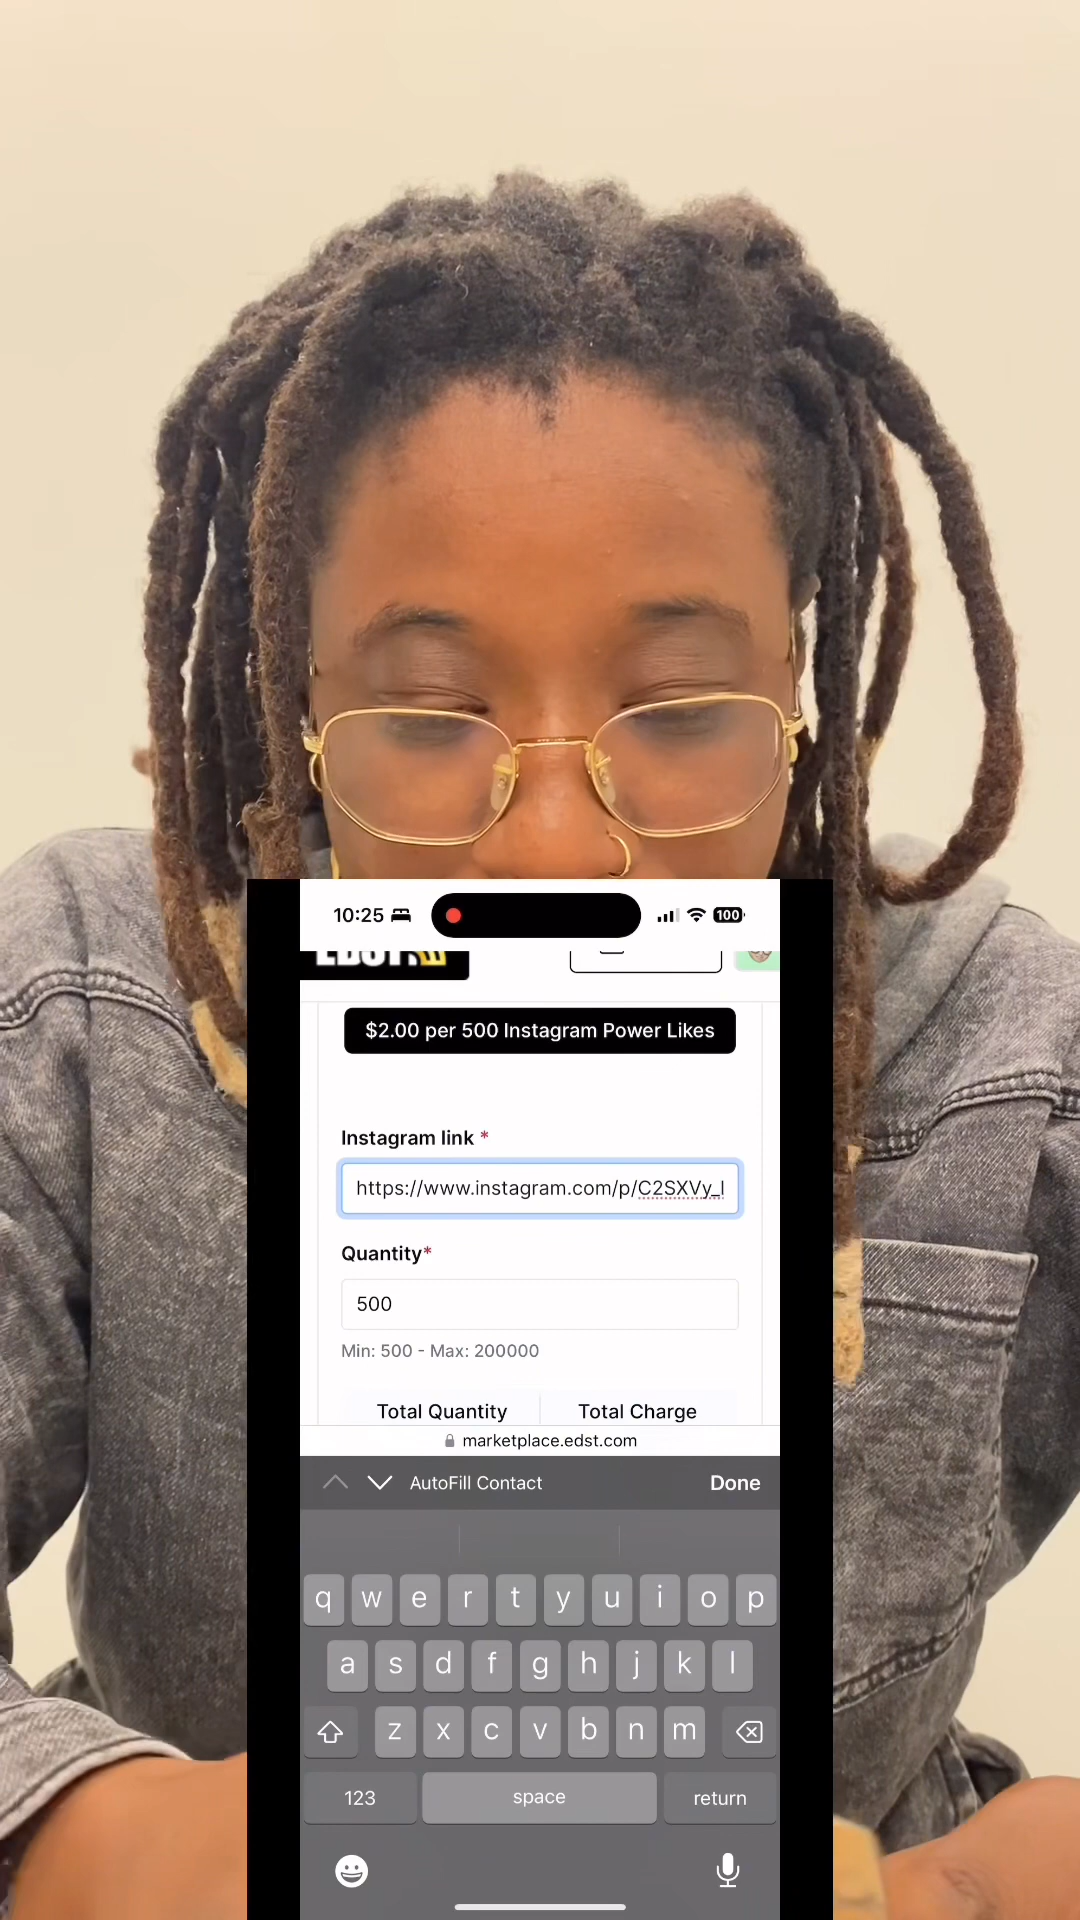 10:25
100
$2.00 per 500 Instagram Power Likes
Instagram link *
https://www.instagram.com/p/C2SXVy_l
Quantity*
500
Min: 500 - Max: 200000
Total Quantity Total Charge
marketplace.edst.com
AutoFill Contact Done
q w e r t y u i o p
a s d f g h j k l
z x c v b n m
123 space return